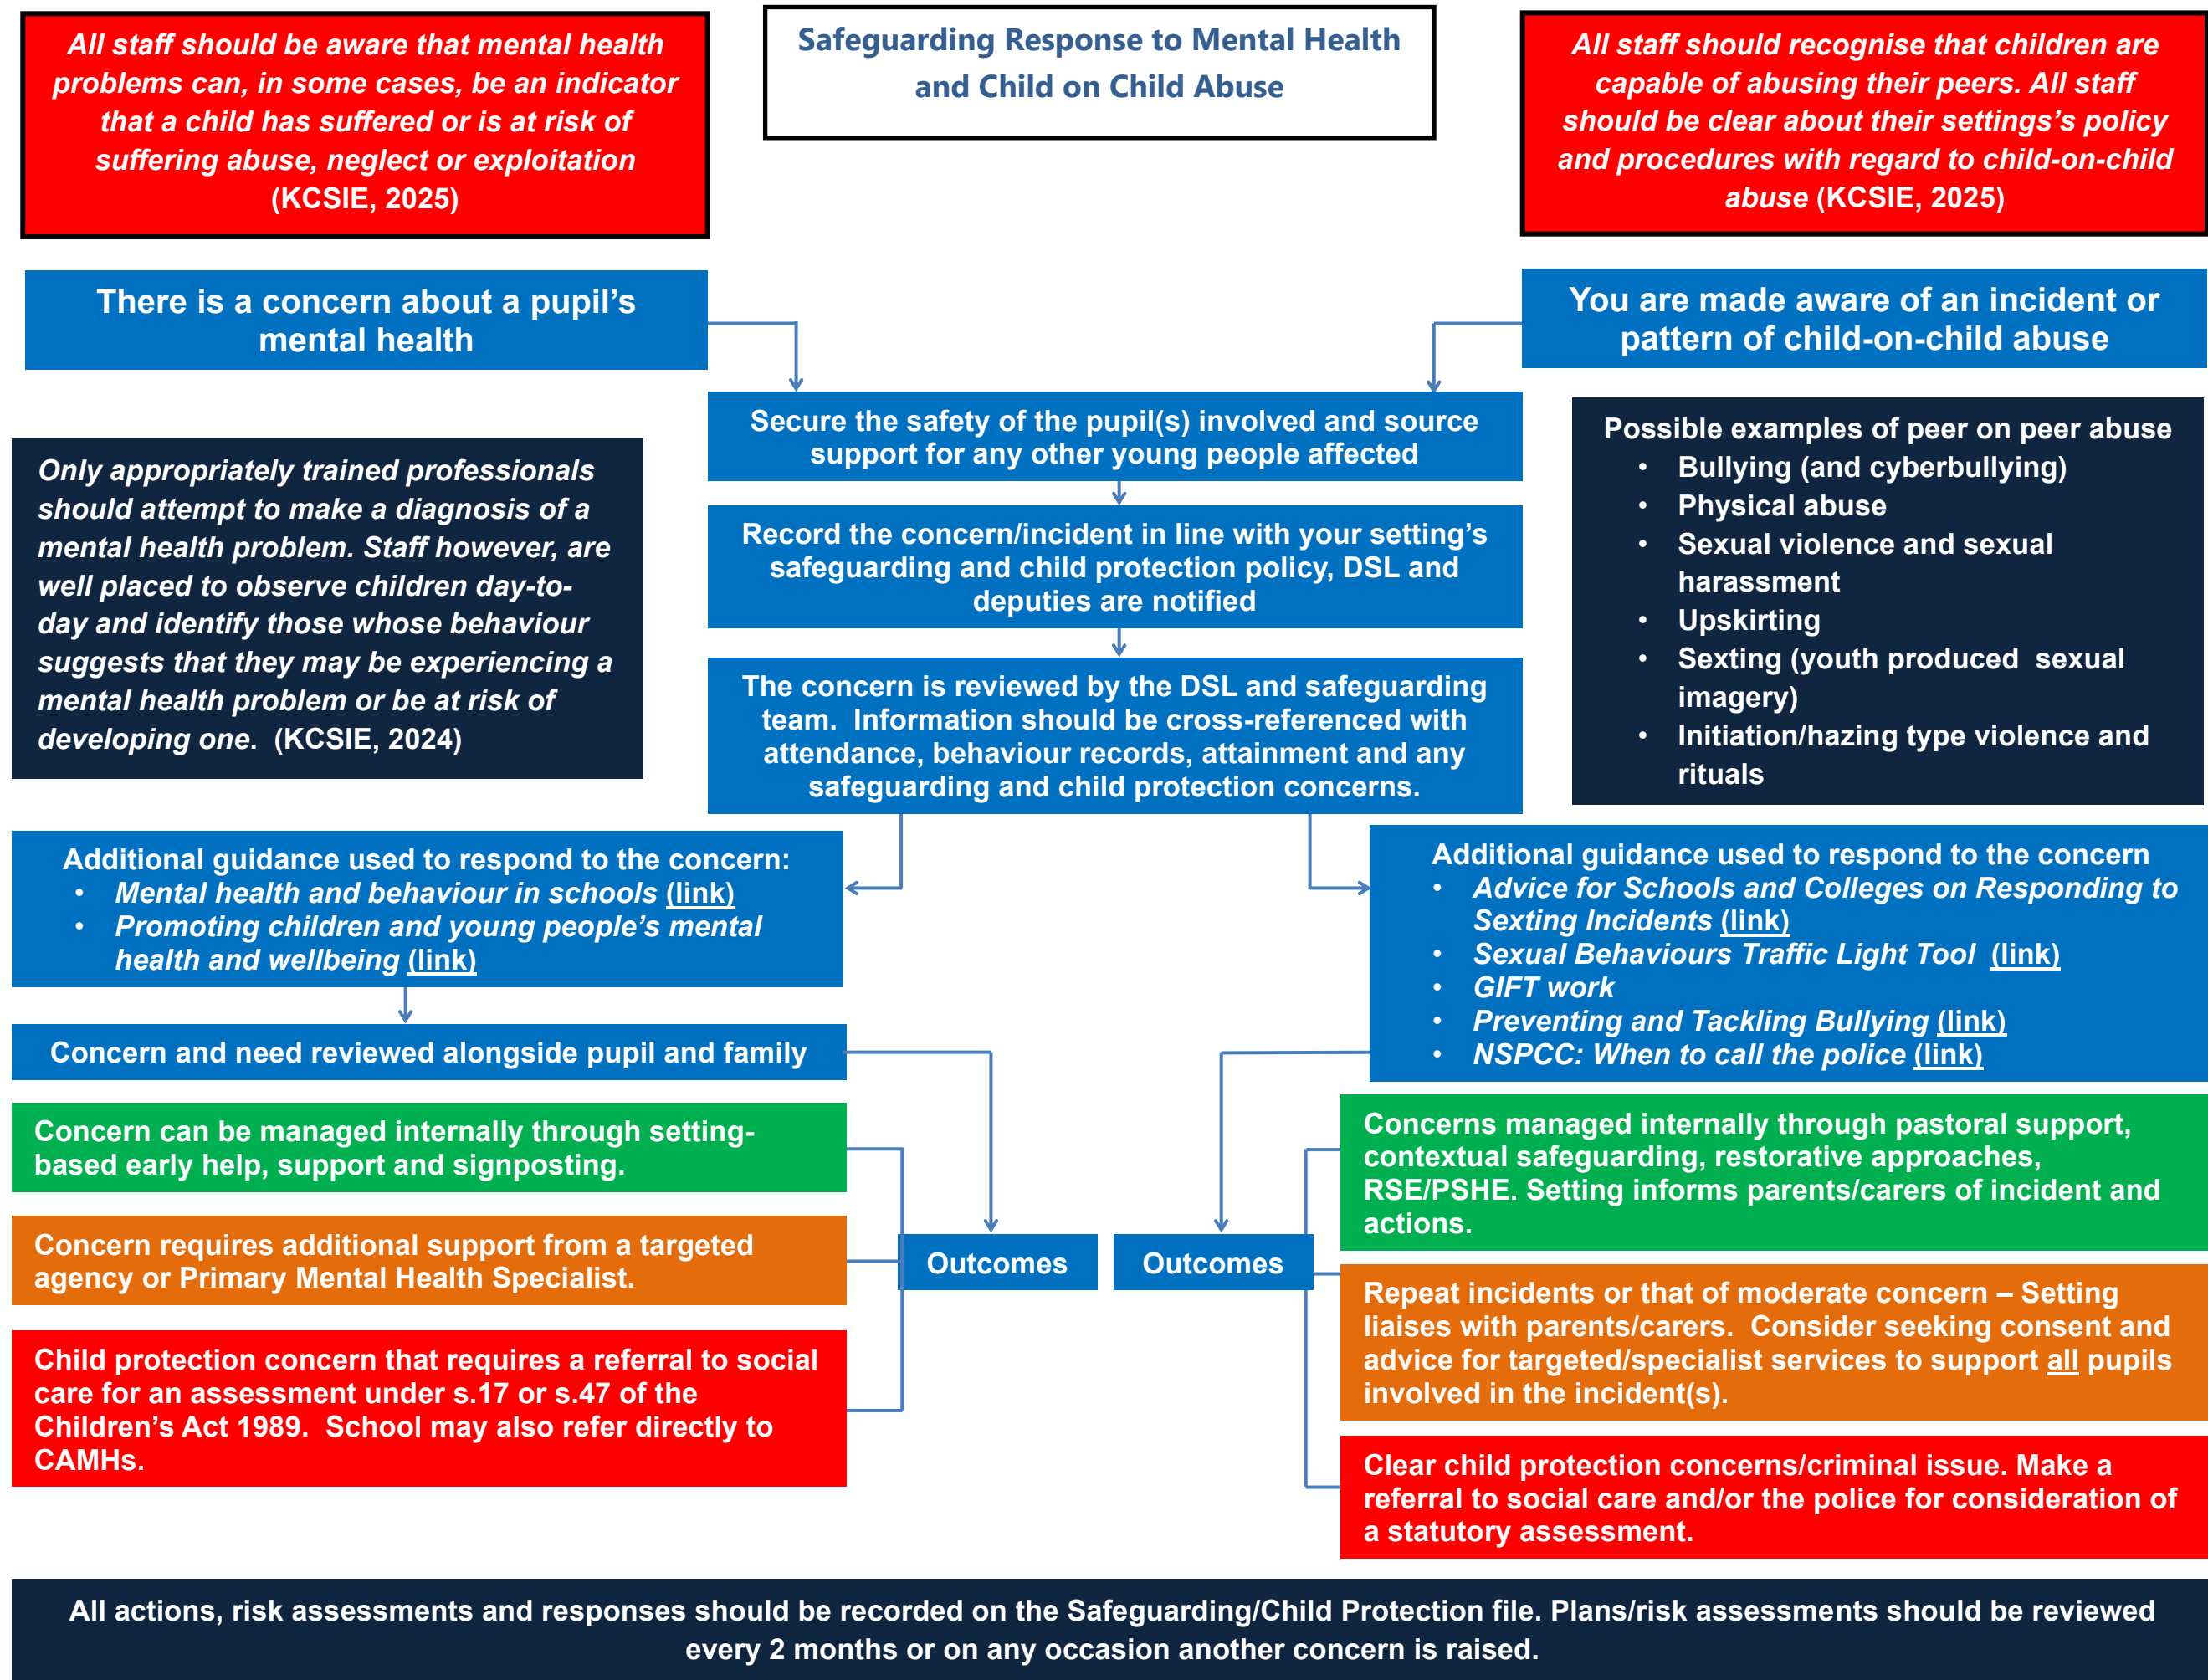 All staff should be aware that mental health
problems can, in some cases, be an indicator
that a child has suffered or is at risk of
suffering abuse, neglect or exploitation
(KCSIE, 2025)
Safeguarding Response to Mental Health
and Child on Child Abuse
All staff should recognise that children are
capable of abusing their peers. All staff
should be clear about their settings's policy
and procedures with regard to child-on-child
abuse (KCSIE, 2025)
There is a concern about a pupil’s
mental health
You are made aware of an incident or
pattern of child-on-child abuse
Secure the safety of the pupil(s) involved and source
support for any other young people affected
Only appropriately trained professionals
should attempt to make a diagnosis of a
mental health problem. Staff however, are
well placed to observe children day-to-
day and identify those whose behaviour
suggests that they may be experiencing a
mental health problem or be at risk of
developing one. (KCSIE, 2024)
Record the concern/incident in line with your setting’s
safeguarding and child protection policy, DSL and
deputies are notified
The concern is reviewed by the DSL and safeguarding
team. Information should be cross-referenced with
attendance, behaviour records, attainment and any
safeguarding and child protection concerns.
Possible examples of peer on peer abuse
• Bullying (and cyberbullying)
• Physical abuse
• Sexual violence and sexual
harassment
• Upskirting
• Sexting (youth produced sexual
imagery)
• Initiation/hazing type violence and
rituals
Additional guidance used to respond to the concern:
• Mental health and behaviour in schools (link)
• Promoting children and young people’s mental
health and wellbeing (link)
Additional guidance used to respond to the concern
• Advice for Schools and Colleges on Responding to
Sexting Incidents (link)
• Sexual Behaviours Traffic Light Tool (link)
• GIFT work
• Preventing and Tackling Bullying (link)
• NSPCC: When to call the police (link)
Concern and need reviewed alongside pupil and family
Concern can be managed internally through setting-
based early help, support and signposting.
Concern requires additional support from a targeted
agency or Primary Mental Health Specialist.
Child protection concern that requires a referral to social
care for an assessment under s.17 or s.47 of the
Children’s Act 1989. School may also refer directly to
CAMHs.
Outcomes
Outcomes
Concerns managed internally through pastoral support,
contextual safeguarding, restorative approaches,
RSE/PSHE. Setting informs parents/carers of incident and
actions.
Repeat incidents or that of moderate concern – Setting
liaises with parents/carers. Consider seeking consent and
advice for targeted/specialist services to support all pupils
involved in the incident(s).
Clear child protection concerns/criminal issue. Make a
referral to social care and/or the police for consideration of
a statutory assessment.
All actions, risk assessments and responses should be recorded on the Safeguarding/Child Protection file. Plans/risk assessments should be reviewed
every 2 months or on any occasion another concern is raised.